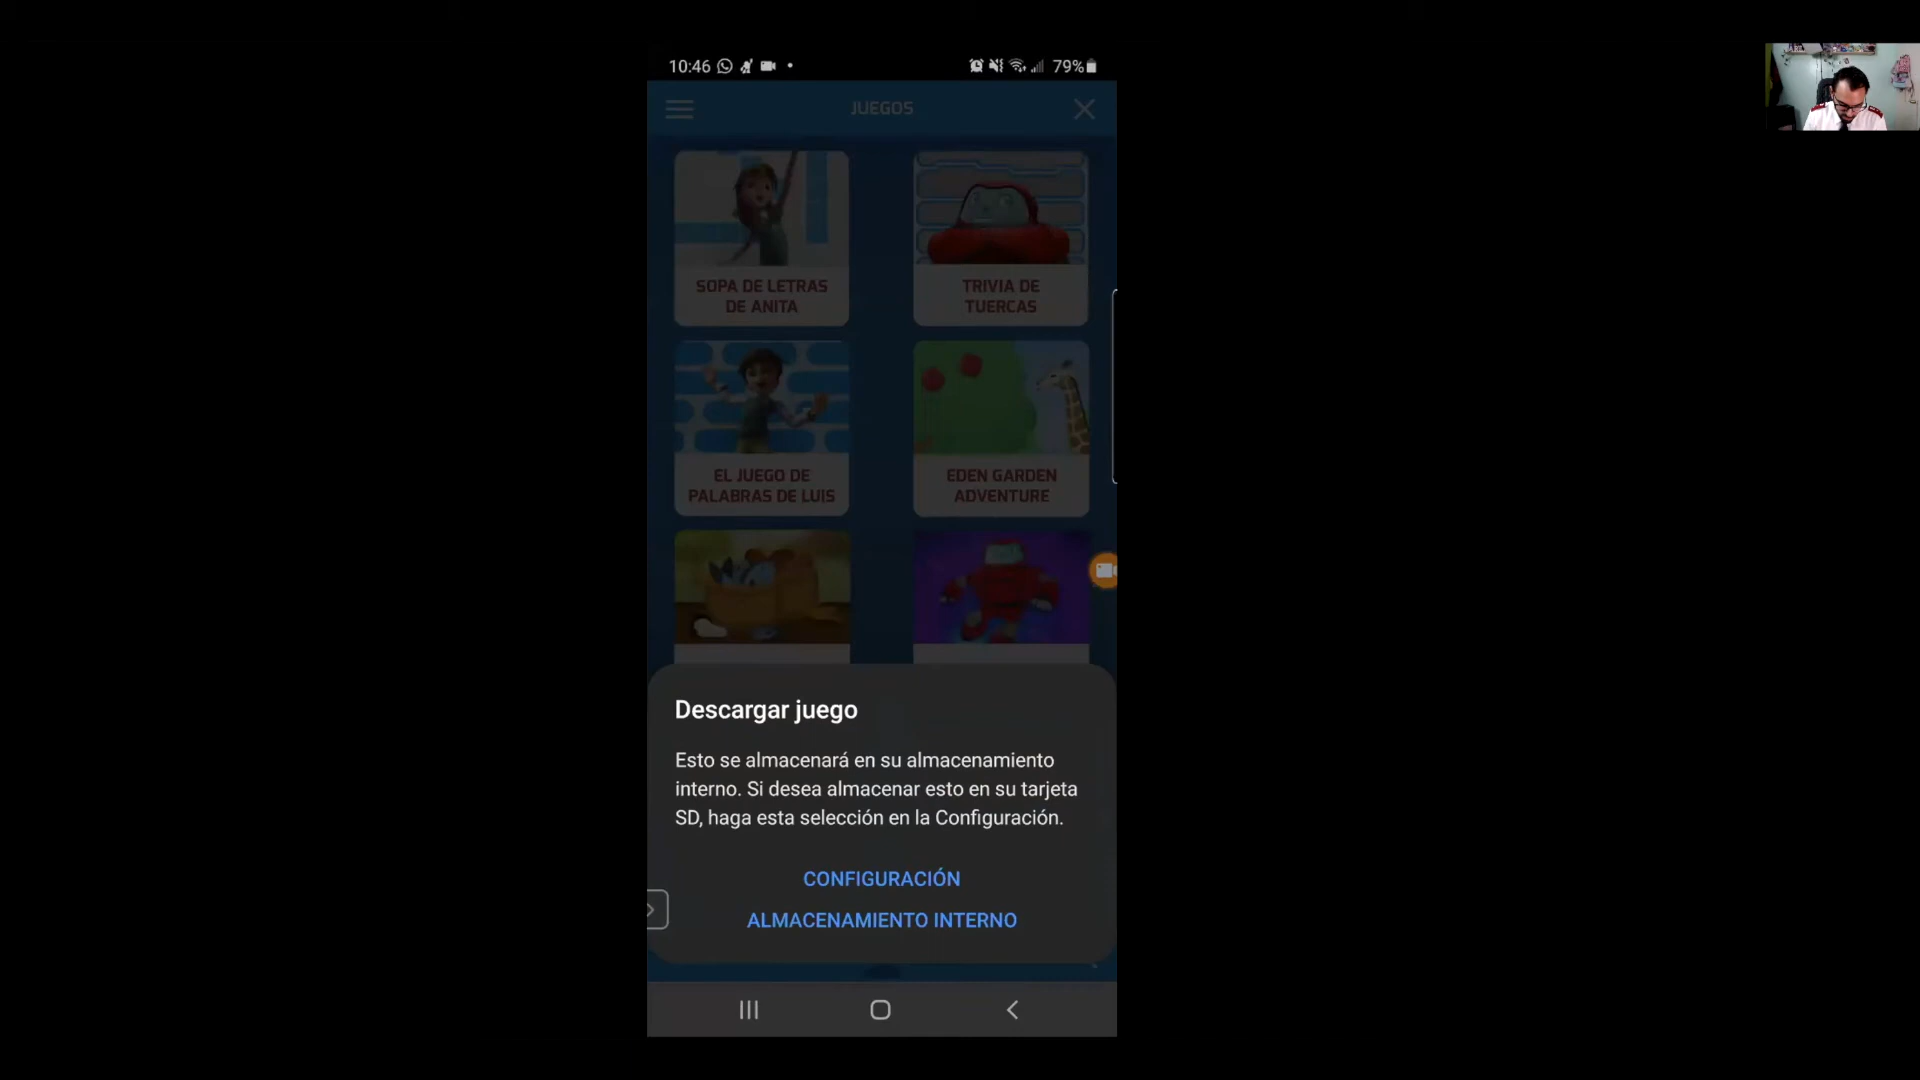 10:46
79%
JUEGOS
SOPA DE LETRAS
DE ANITA
TRIVIA DE
TUERCAS
EL JUEGO DE
PALABRAS DE LUIS
EDEN GARDEN
ADVENTURE
Descargar juego
Esto se almacenará en su almacenamiento
interno. Si desea almacenar esto en su tarjeta
SD, haga esta selección en la Configuración.
CONFIGURACIÓN
ALMACENAMIENTO INTERNO